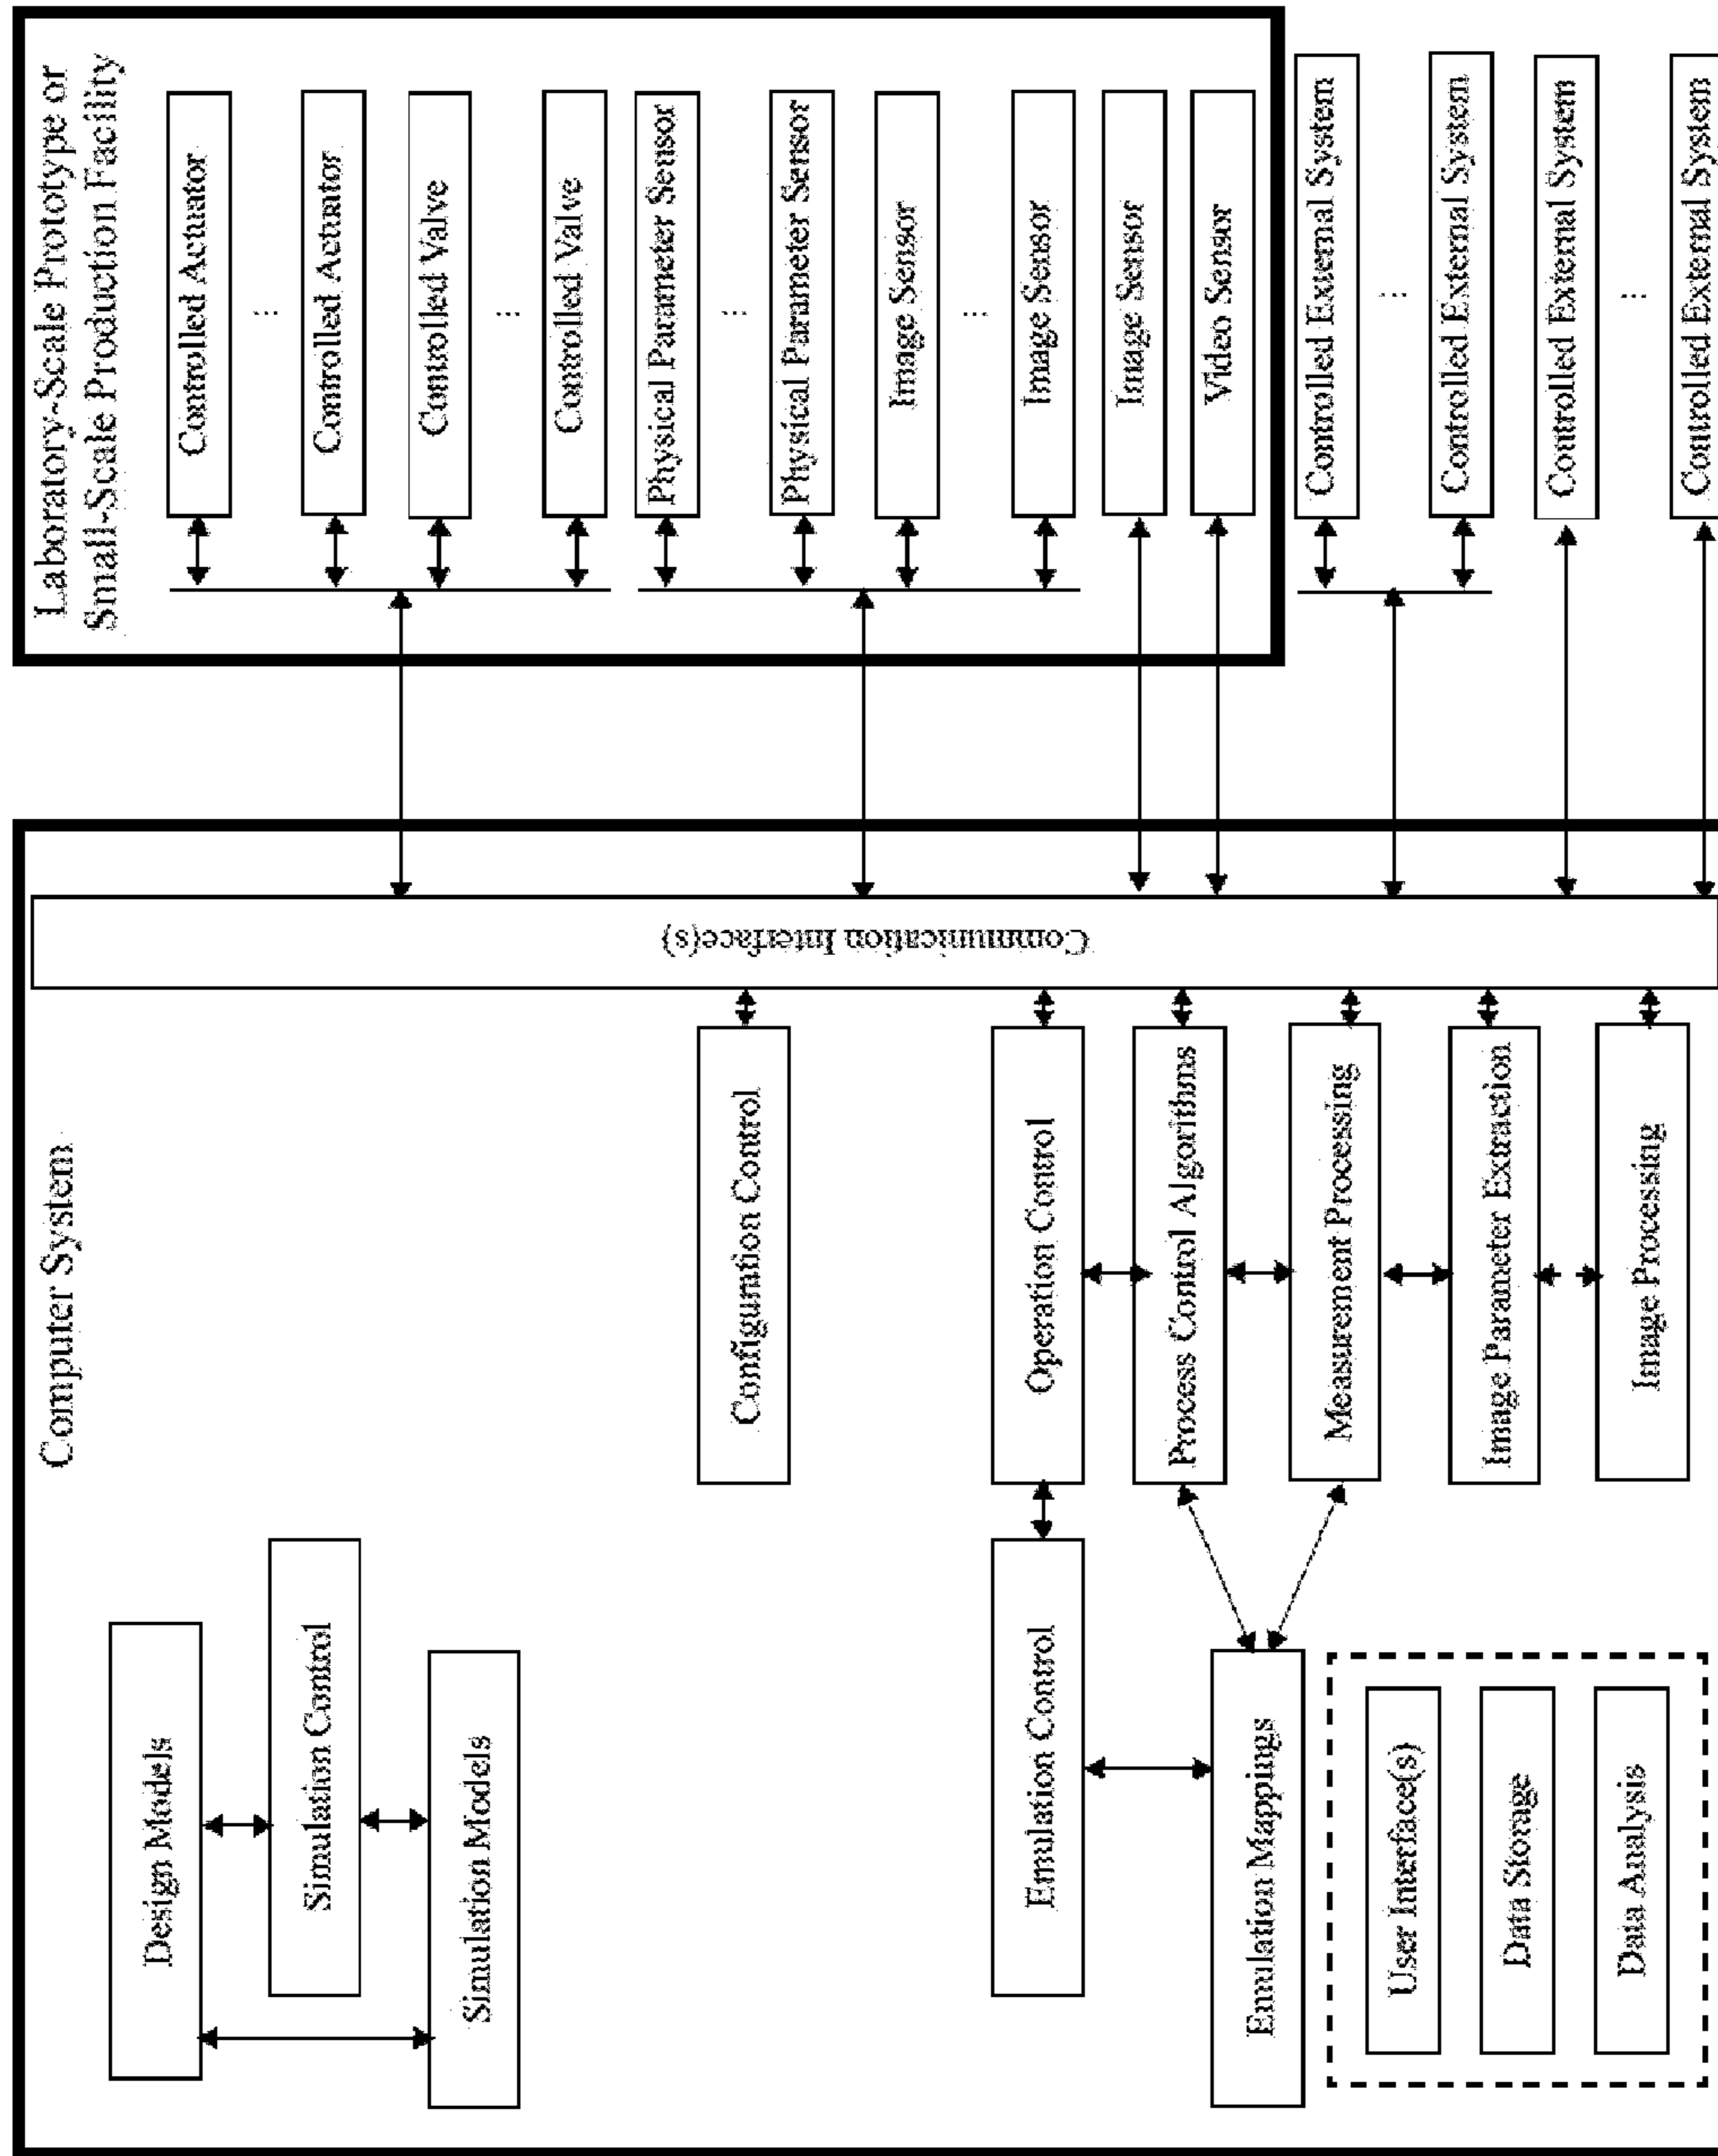 Laboratory-Scale Prototype or
Small-Scale Production Facility
Controlled Actuator
...
Controlled Actuator
Controlled Valve
...
Controlled Valve
Physical Parameter Sensor
...
Physical Parameter Sensor
Image Sensor
...
Image Sensor
Image Sensor
Video Sensor
Controlled External System
...
Controlled External System
Controlled External System
...
Controlled External System
Communication Interface(s)
Computer System
Configuration Control
Operation Control
Process Control Algorithms
Measurement Processing
Image Parameter Extraction
Image Processing
Design Models
Simulation Control
Simulation Models
Emulation Control
Emulation Mappings
User Interface(s)
Data Storage
Data Analysis